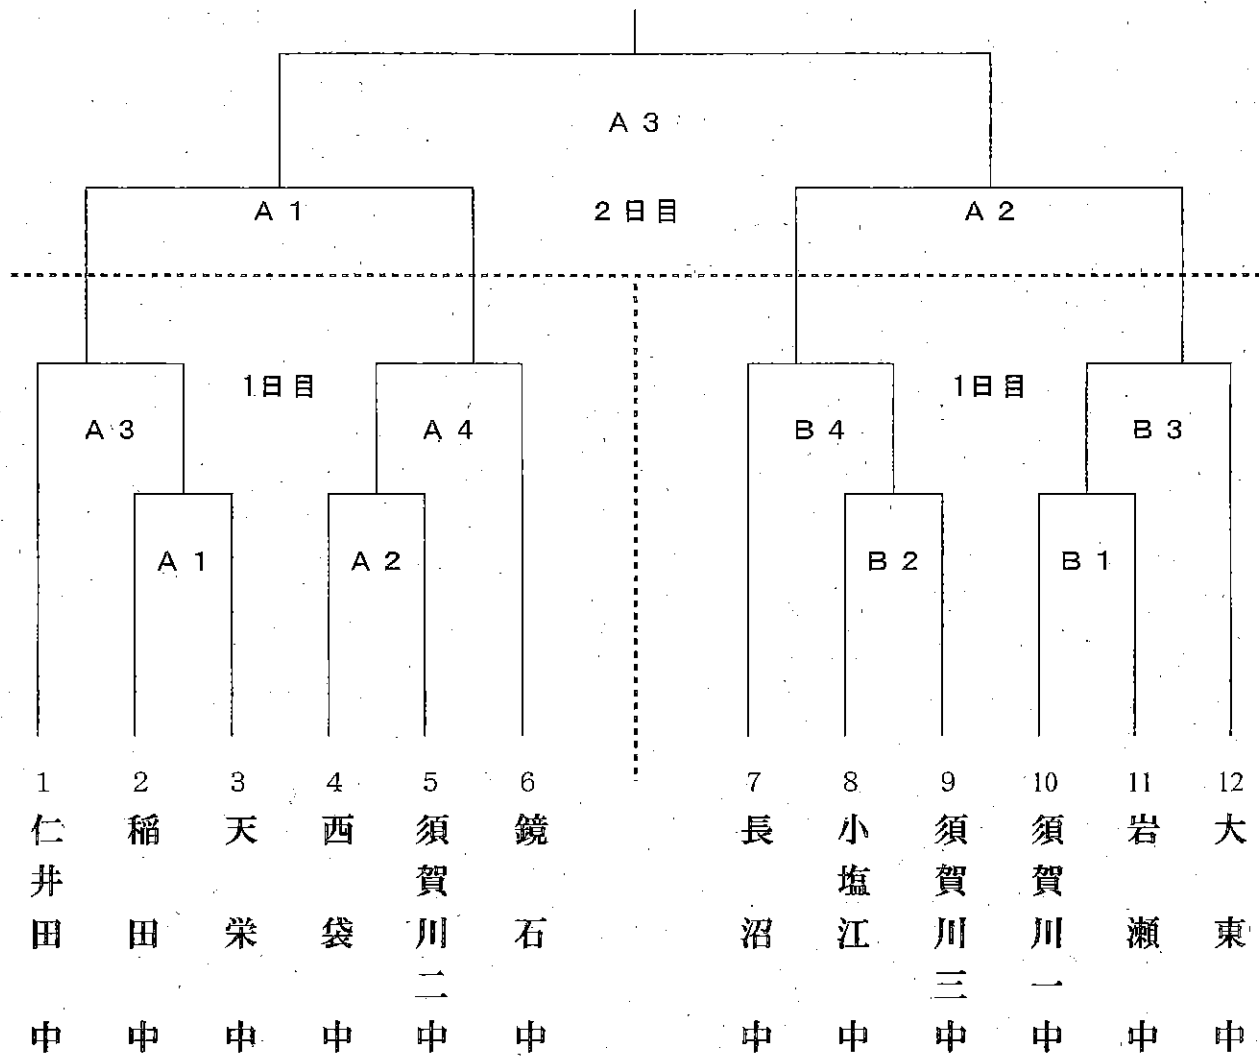 A 3
A 1
2日目
A 2
1日目
1日目
A 3
A 4
B 4
B 3
A 1
A 2
B 2
B 1
1 仁井田中
2 稲田中
3 天栄中
4 西袋中
5 須賀川二中
6 鏡石中
7 長沼中
8 小塩江中
9 須賀川三中
10 須賀川一中
11 岩瀬中
12 大東中